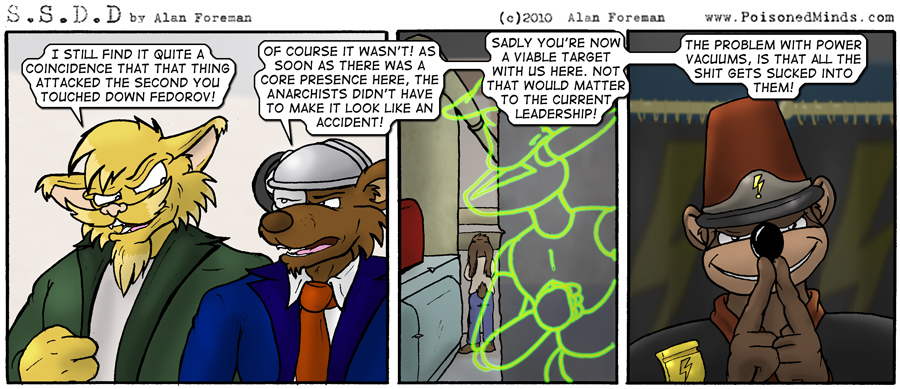 S.S.D.D by Alan Foreman (c)2010 Alan Foreman www.PoisonedMinds.com
I STILL FIND IT QUITE A
COINCIDENCE THAT THAT THING
ATTACKED THE SECOND YOU
TOUCHED DOWN FEDOROV!
OF COURSE IT WASN'T! AS
SOON AS THERE WAS A
CORE PRESENCE HERE, THE
ANARCHISTS DIDN'T HAVE
TO MAKE IT LOOK LIKE AN
ACCIDENT!
SADLY YOU'RE NOW
A VIABLE TARGET
WITH US HERE. NOT
THAT WOULD MATTER
TO THE CURRENT
LEADERSHIP!
THE PROBLEM WITH POWER
VACUUMS, IS THAT ALL THE
SHIT GETS SUCKED INTO
THEM!